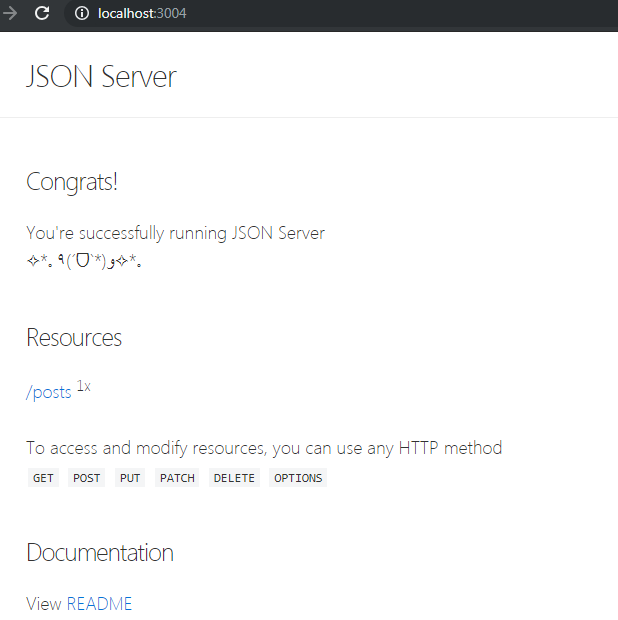 localhost:3004
JSON Server
Congrats!
You're successfully running JSON Server
✧*。٩(ˊᗜˋ*)و✧*。
Resources
/posts 1x
To access and modify resources, you can use any HTTP method
GET POST PUT PATCH DELETE OPTIONS
Documentation
View README